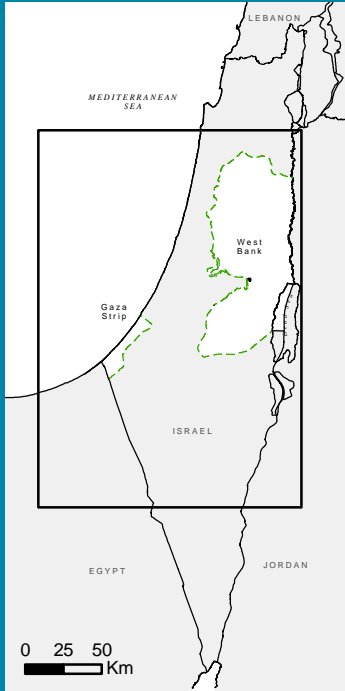 LEBANON
MEDITERRANEAN
SEA
West
Bank
Gaza
Strip
ISRAEL
EGYPT
JORDAN
0 25 50
Km